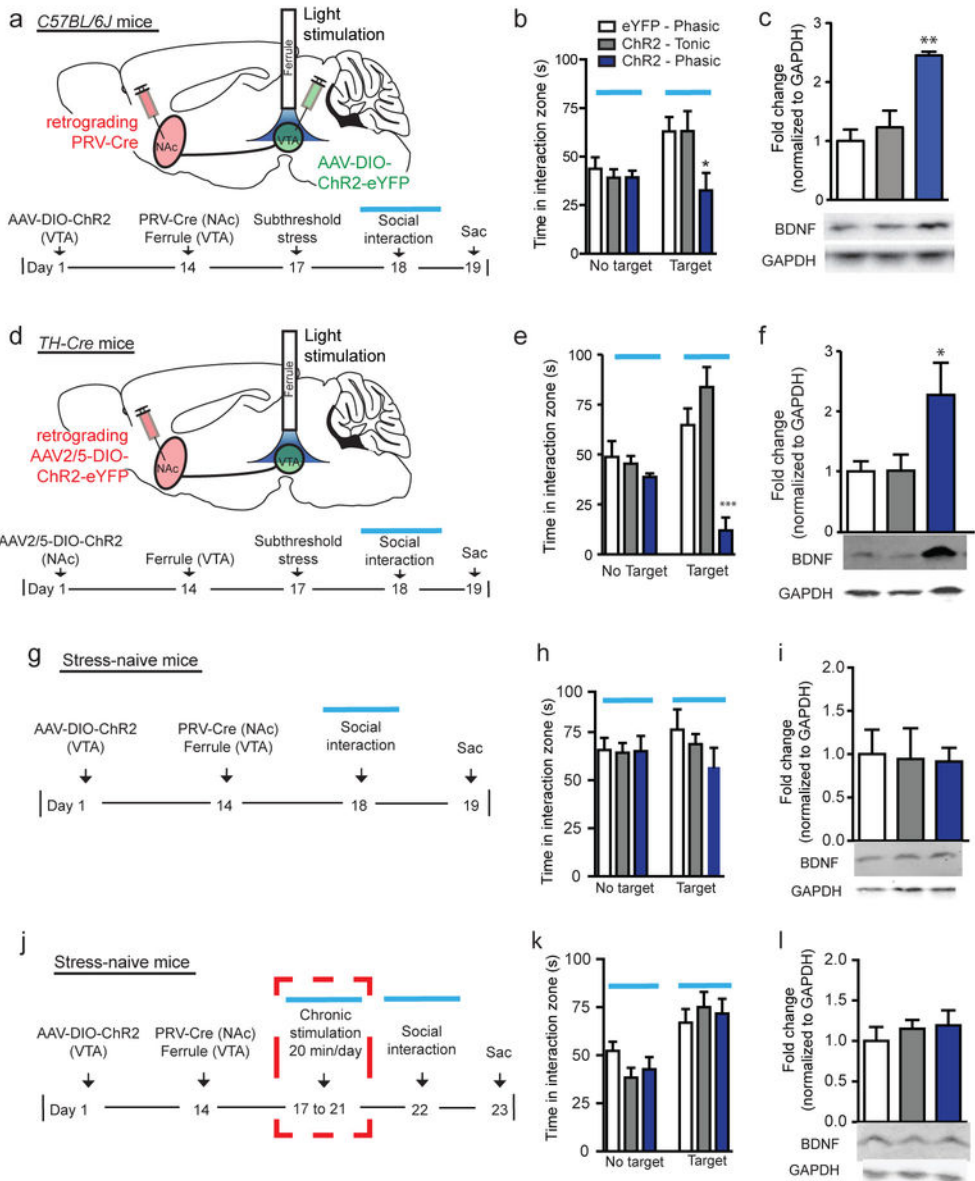 a
C57BL/6J mice
Light
stimulation
Ferrule
retrograding
PRV-Cre
NAc
VTA
AAV-DIO-
ChR2-eYFP
AAV-DIO-ChR2
(VTA)
PRV-Cre (NAc)
Ferrule (VTA)
Subthreshold
stress
Social
interaction
Sac
Day 1
14
17
18
19
b
eYFP - Phasic
ChR2 - Tonic
ChR2 - Phasic
Time in interaction zone (s)
100
75
50
25
0
*
No target
Target
c
Fold change
(normalized to GAPDH)
3
2
1
0
**
BDNF
GAPDH
d
TH-Cre mice
Light
stimulation
Ferrule
retrograding
AAV2/5-DIO-
ChR2-eYFP
NAc
VTA
AAV2/5-DIO-ChR2
(NAc)
Ferrule (VTA)
Subthreshold
stress
Social
interaction
Sac
Day 1
14
17
18
19
e
Time in interaction zone (s)
100
75
50
25
0
***
No Target
Target
f
Fold change
(normalized to GAPDH)
3
2
1
0
*
BDNF
GAPDH
g
Stress-naive mice
AAV-DIO-ChR2
(VTA)
PRV-Cre (NAc)
Ferrule (VTA)
Social
interaction
Sac
Day 1
14
18
19
h
Time in interaction zone (s)
100
75
50
25
0
No target
Target
i
Fold change
(normalized to GAPDH)
2.0
1.5
1.0
0.5
0.0
BDNF
GAPDH
j
Stress-naive mice
AAV-DIO-ChR2
(VTA)
PRV-Cre (NAc)
Ferrule (VTA)
Chronic
stimulation
20 min/day
Social
interaction
Sac
Day 1
14
17 to 21
22
23
k
Time in interaction zone (s)
100
75
50
25
0
No target
Target
l
Fold change
(normalized to GAPDH)
2.0
1.5
1.0
0.5
0.0
BDNF
GAPDH